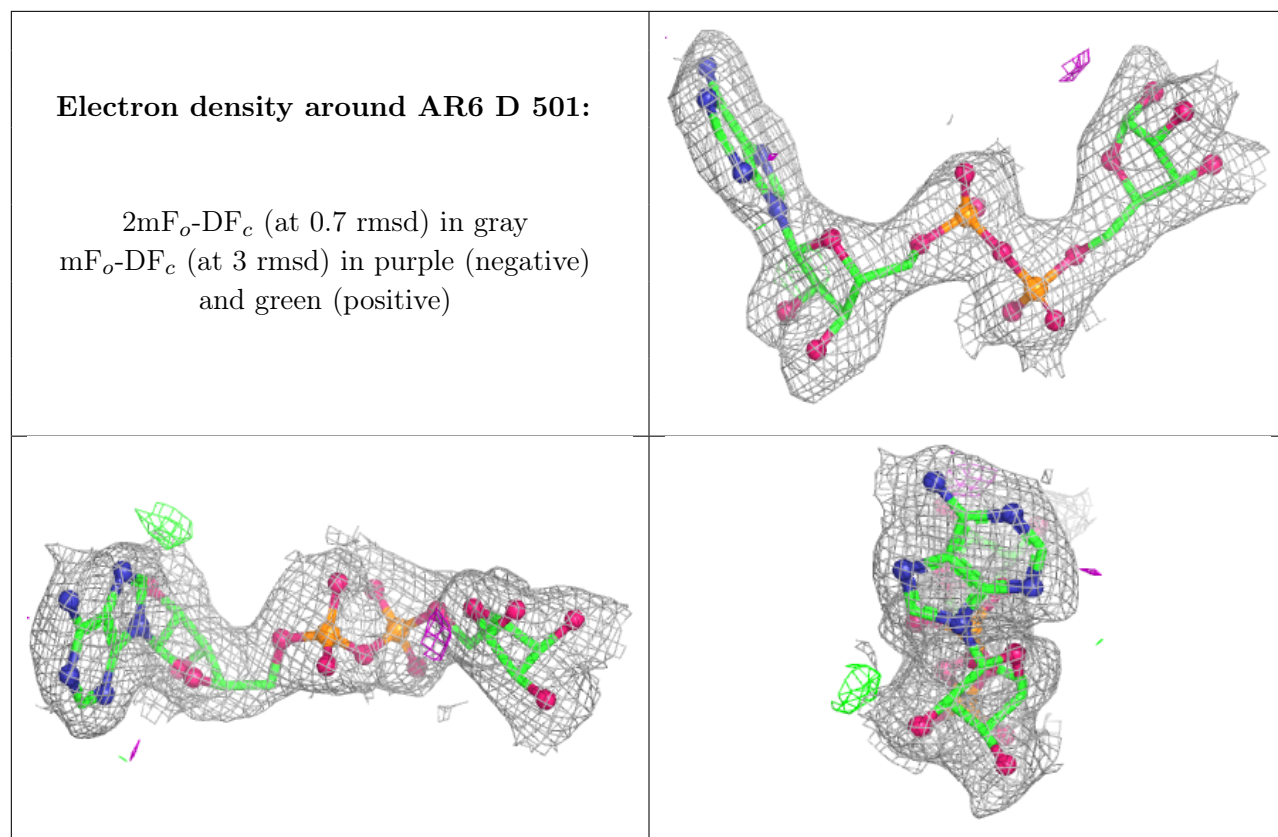 Electron density around AR6 D 501:
2mFo-DFc (at 0.7 rmsd) in gray
mFo-DFc (at 3 rmsd) in purple (negative)
and green (positive)